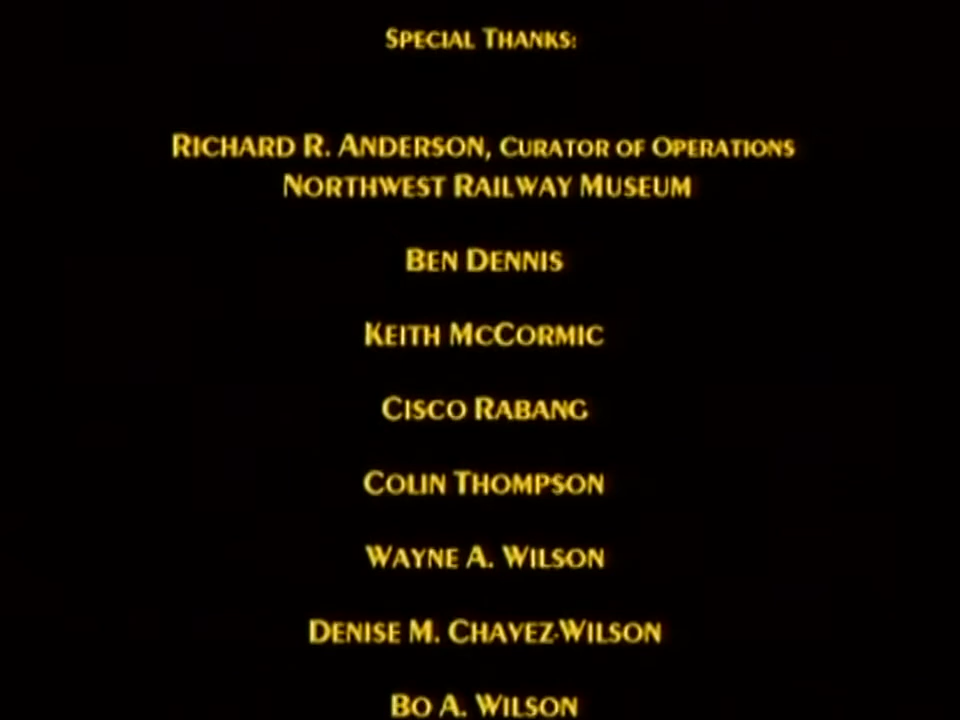 SPECIAL THANKS:
RICHARD R. ANDERSON, CURATOR OF OPERATIONS
NORTHWEST RAILWAY MUSEUM
BEN DENNIS
KEITH MCCORMIC
CISCO RABANG
COLIN THOMPSON
WAYNE A. WILSON
DENISE M. CHAVEZ-WILSON
BO A. WILSON